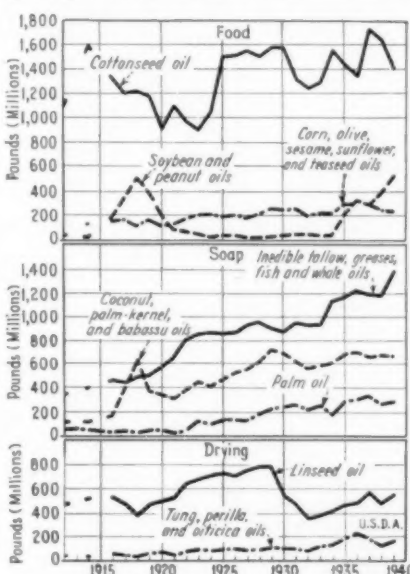 Food
Pounds (Millions)
1,800
1,600
1,400
1,200
1,000
800
600
400
200
0
Cottonseed oil
Soybean and
peanut oils
Corn, olive,
sesame, sunflower,
and teaseed oils
Soap
Pounds (Millions)
1,400
1,200
1,000
800
600
400
200
0
Inedible tallow, greases,
fish and whale oils
Coconut,
palm-kernel,
and babassu oils
Palm oil
Drying
Pounds (Millions)
800
600
400
200
0
Linseed oil
Tung, perilla,
and oiticica oils
U.S.D.A.
1915 1920 1925 1930 1935